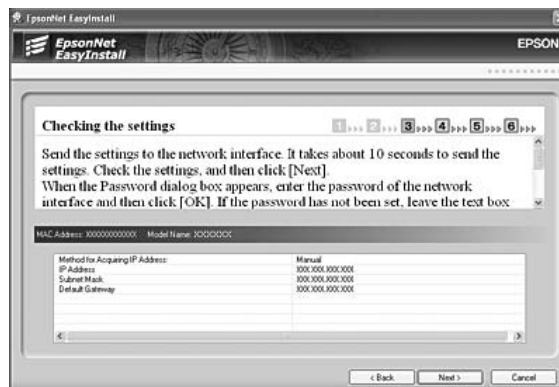 EpsonNet EasyInstall
EpsonNet
EasyInstall
EPSON
Checking the settings
1 2 3 4 5 6
Send the settings to the network interface. It takes about 10 seconds to send the
settings. Check the settings, and then click [Next].
When the Password dialog box appears, enter the password of the network
interface and then click [OK]. If the password has not been set, leave the text box
MAC Address: XXXXXXXXXXXX Model Name: XXXXXXX
Method for Acquiring IP Address: Manual
IP Address XXX.XXX.XXX.XXX
Subnet Mask XXX.XXX.XXX.XXX
Default Gateway XXX.XXX.XXX.XXX
< Back Next > Cancel